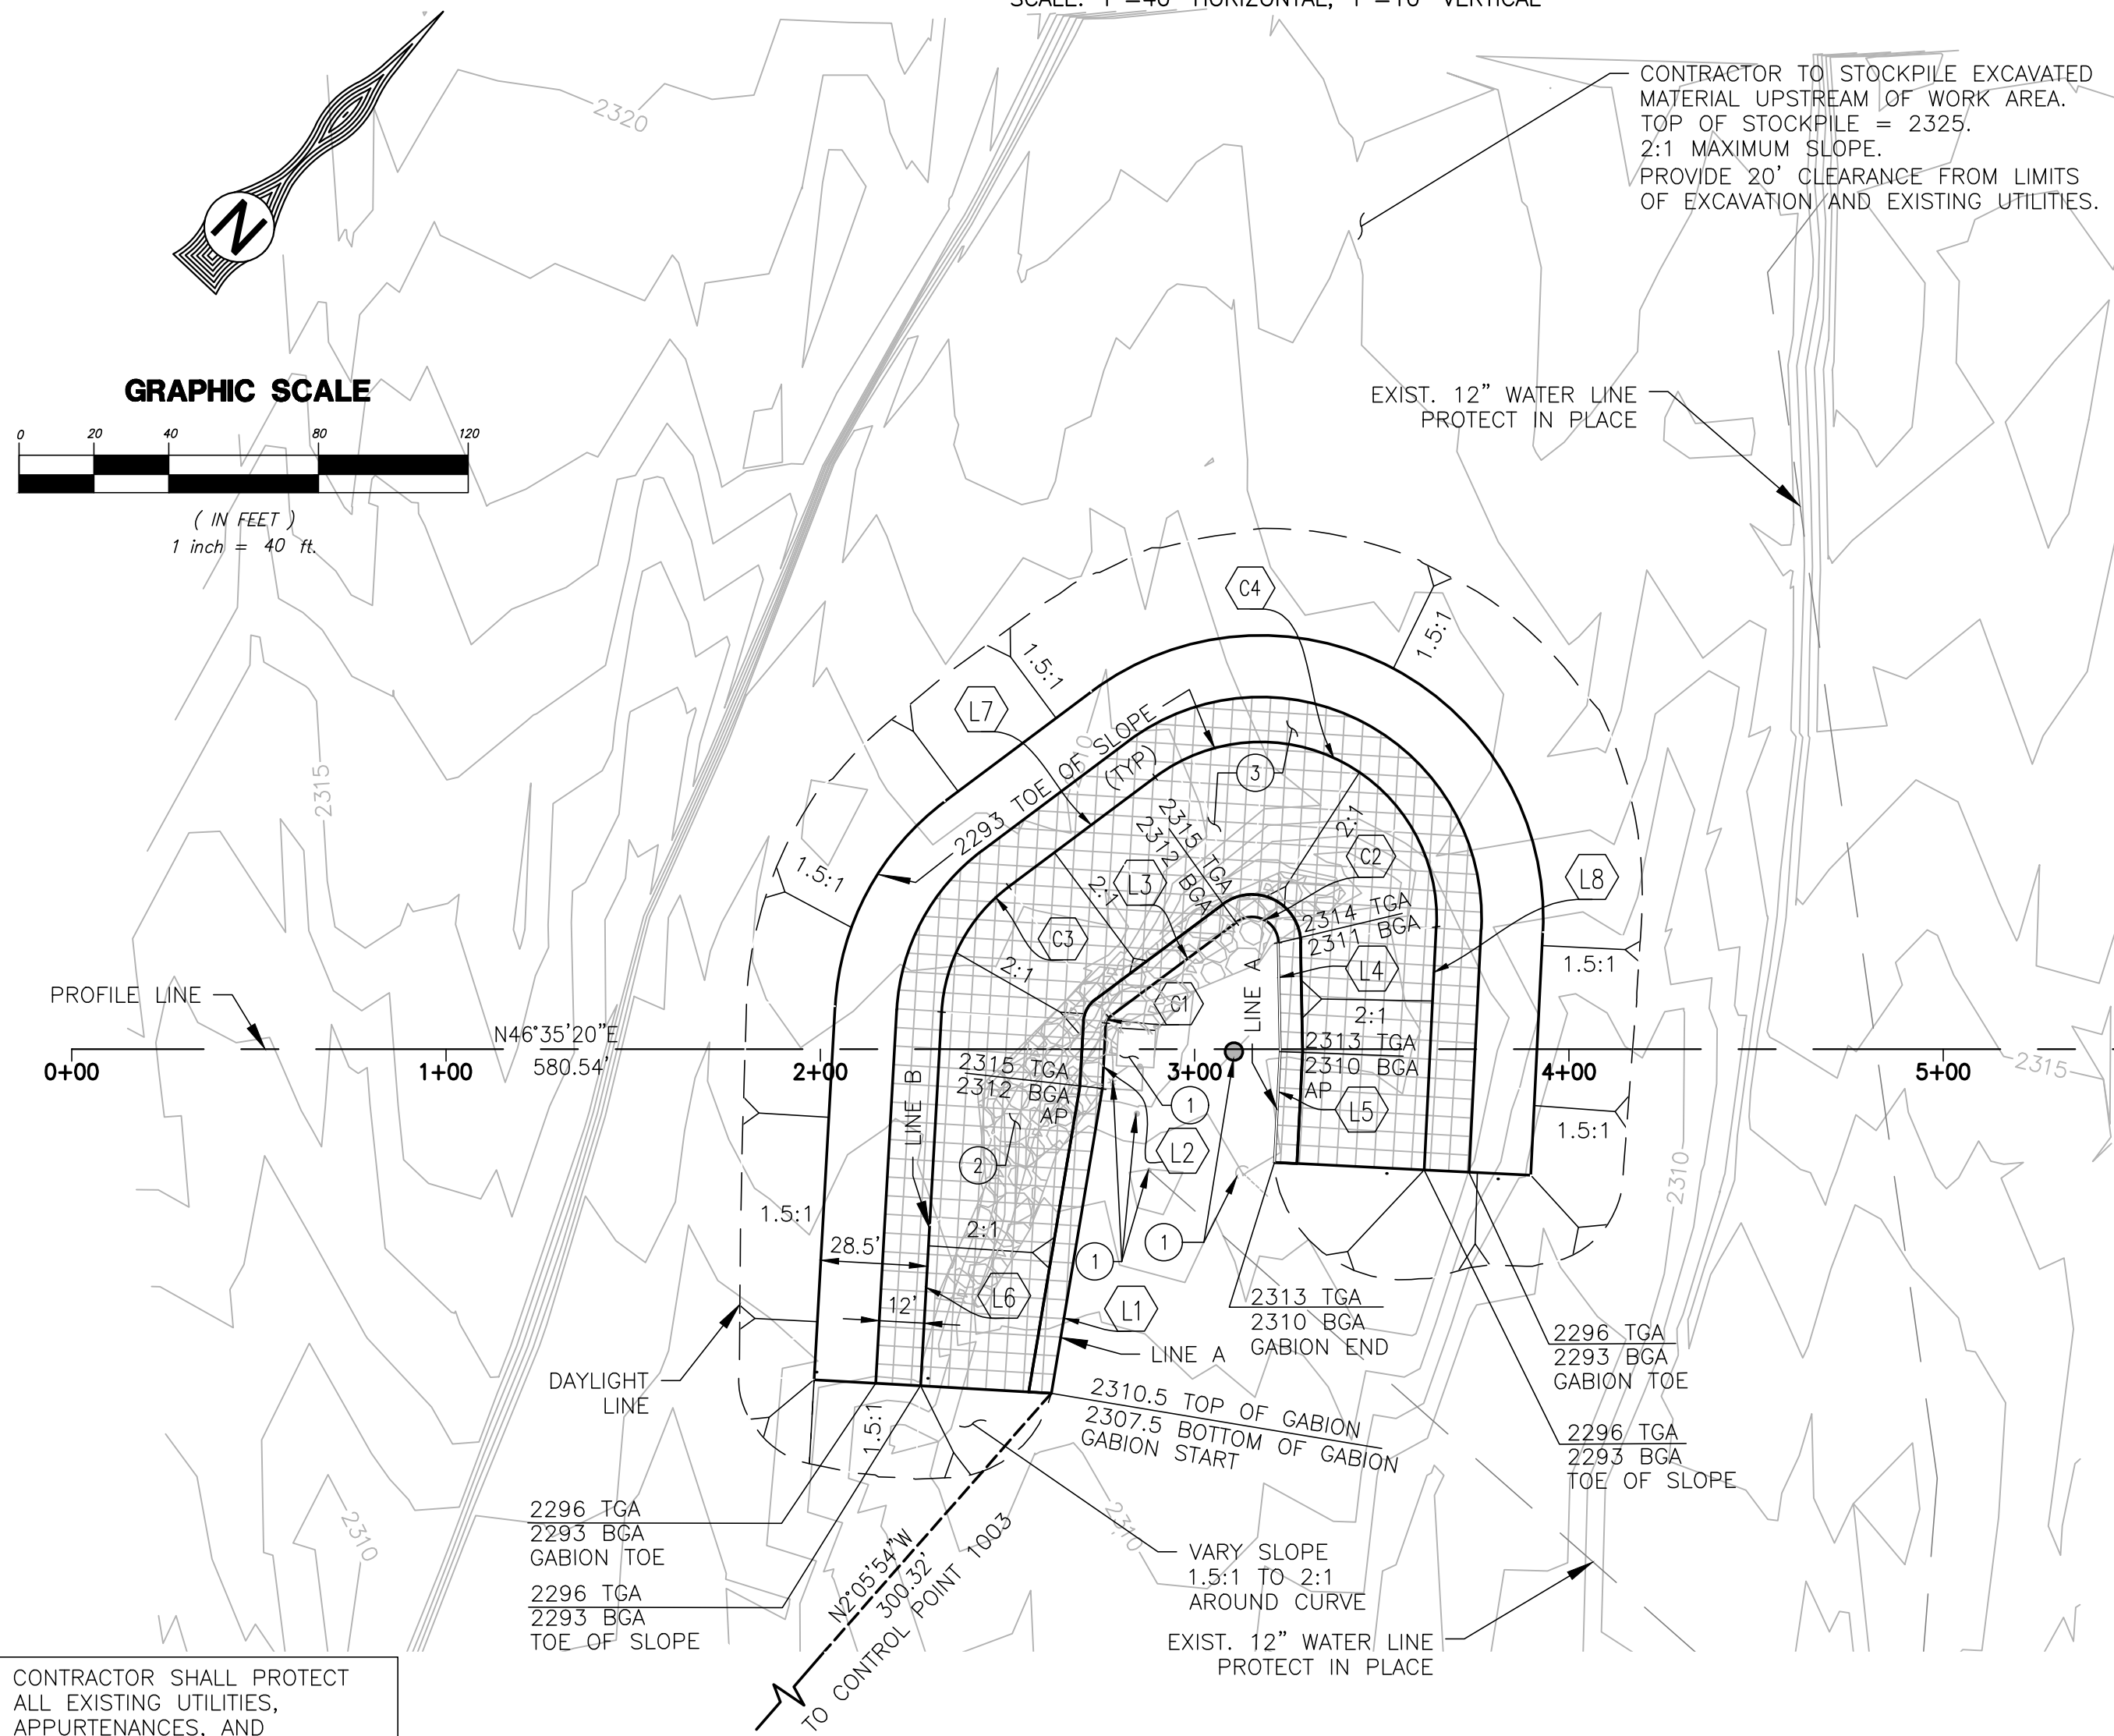 SCALE: 1"=40' HORIZONTAL, 1"=10' VERTICAL
CONTRACTOR TO STOCKPILE EXCAVATED
MATERIAL UPSTREAM OF WORK AREA.
TOP OF STOCKPILE = 2325.
2:1 MAXIMUM SLOPE.
PROVIDE 20' CLEARANCE FROM LIMITS
OF EXCAVATION AND EXISTING UTILITIES.
2320
N
GRAPHIC SCALE
0 20 40 80 120
( IN FEET )
1 inch = 40 ft.
EXIST. 12" WATER LINE
PROTECT IN PLACE
C4
1.5:1
1.5:1
L7
2293 TOE OF SLOPE
(TYP)
3
2315 TGA
2312 BGA
2:1
C2
2315
1.5:1
2:1
L3
L8
2314 TGA
2311 BGA
C3
2:1
LINE A
L4
1.5:1
C1
2:1
PROFILE LINE
N46°35'20"E
580.54'
0+00
1+00
2+00
3+00
4+00
5+00
2315
2315 TGA
2312 BGA
AP
2313 TGA
2310 BGA
AP
LINE B
1
L5
1.5:1
2
L2
2310
1.5:1
2:1
28.5'
1
1
L6
12'
L1
2313 TGA
2310 BGA
GABION END
LINE A
2296 TGA
2293 BGA
GABION TOE
DAYLIGHT
LINE
2310.5 TOP OF GABION
2307.5 BOTTOM OF GABION
GABION START
1.5:1
2296 TGA
2293 BGA
TOE OF SLOPE
2310
2296 TGA
2293 BGA
GABION TOE
2310
2296 TGA
2293 BGA
TOE OF SLOPE
N2°05'54"W
300.32'
TO CONTROL POINT 1003
VARY SLOPE
1.5:1 TO 2:1
AROUND CURVE
EXIST. 12" WATER LINE
PROTECT IN PLACE
CONTRACTOR SHALL PROTECT
ALL EXISTING UTILITIES,
APPURTENANCES, AND